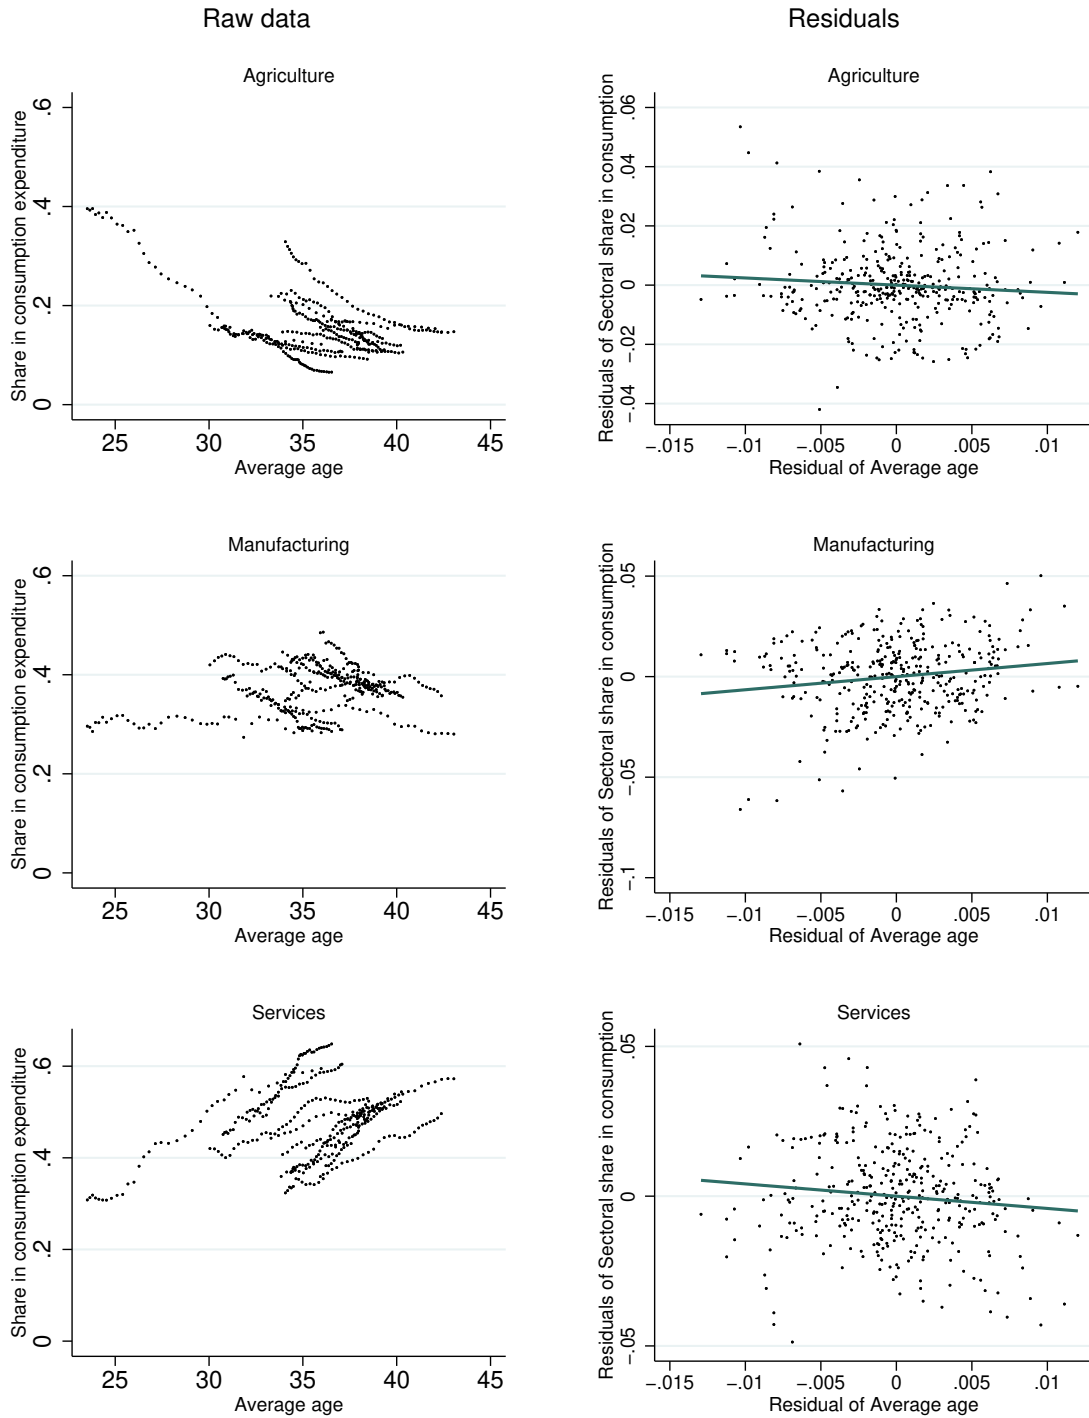 Raw data
Residuals
Agriculture
Share in consumption expenditure
0 .2 .4 .6
25 30 35 40 45
Average age
Agriculture
Residuals of Sectoral share in consumption
-.04 -.02 0 .02 .04 .06
-.015 -.01 -.005 0 .005 .01
Residual of Average age
Manufacturing
Share in consumption expenditure
0 .2 .4 .6
25 30 35 40 45
Average age
Manufacturing
Residuals of Sectoral share in consumption
-.1 -.05 0 .05
-.015 -.01 -.005 0 .005 .01
Residual of Average age
Services
Share in consumption expenditure
0 .2 .4 .6
25 30 35 40 45
Average age
Services
Residuals of Sectoral share in consumption
-.05 0 .05
-.015 -.01 -.005 0 .005 .01
Residual of Average age